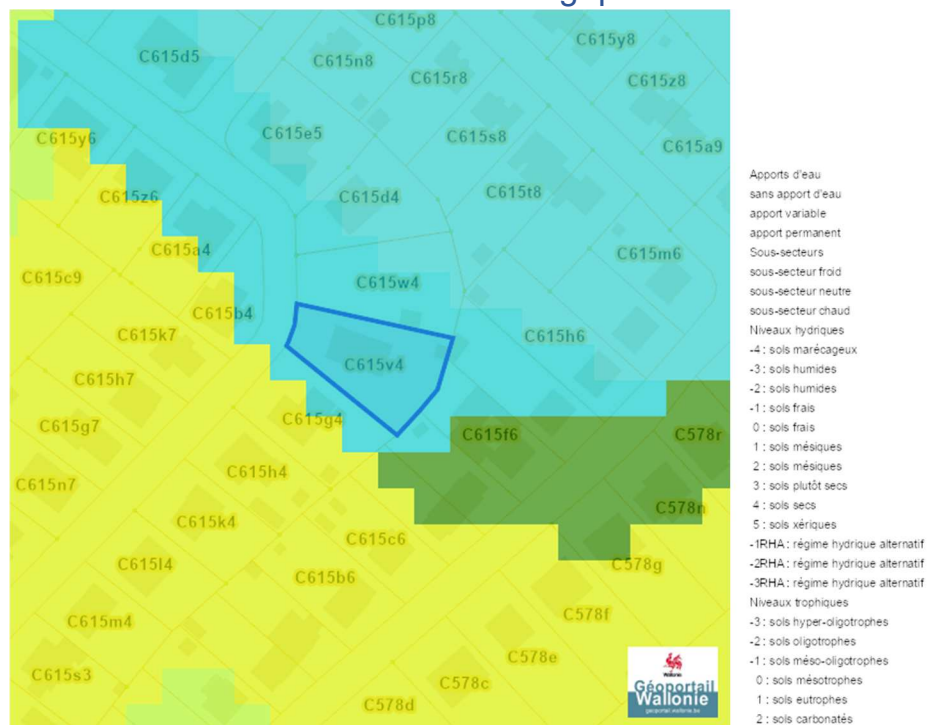 C615p8
C615d5
C615n8
C615y8
C615r8
C615z8
C615y6
C615e5
C615s8
C615a9
C615z6
C615d4
C615t8
C615a4
C615m6
C615c9
C615w4
C615b4
C615k7
C615h6
C615v4
C615h7
C615g7
C615g4
C615f6
C578r
C615n7
C615h4
C578n
C615k4
C615c6
C615l4
C615b6
C578g
C615m4
C578f
C578e
C615s3
C578c
C578d
Wallonie
Géoportail
Wallonie
geoportail.wallonie.be
Apports d'eau
sans apport d'eau
apport variable
apport permanent
Sous-secteurs
sous-secteur froid
sous-secteur neutre
sous-secteur chaud
Niveaux hydriques
-4 : sols marécageux
-3 : sols humides
-2 : sols humides
-1 : sols frais
0 : sols frais
1 : sols mésiques
2 : sols mésiques
3 : sols plutôt secs
4 : sols secs
5 : sols xériques
-1RHA : régime hydrique alternatif
-2RHA : régime hydrique alternatif
-3RHA : régime hydrique alternatif
Niveaux trophiques
-3 : sols hyper-oligotrophes
-2 : sols oligotrophes
-1 : sols méso-oligotrophes
0 : sols mésotrophes
1 : sols eutrophes
2 : sols carbonatés